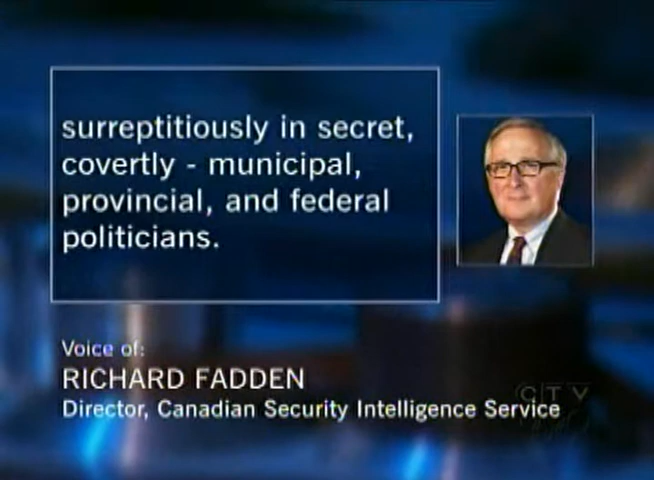 surreptitiously in secret,
covertly - municipal,
provincial, and federal
politicians.
Voice of:
RICHARD FADDEN
Director, Canadian Security Intelligence Service
CTV